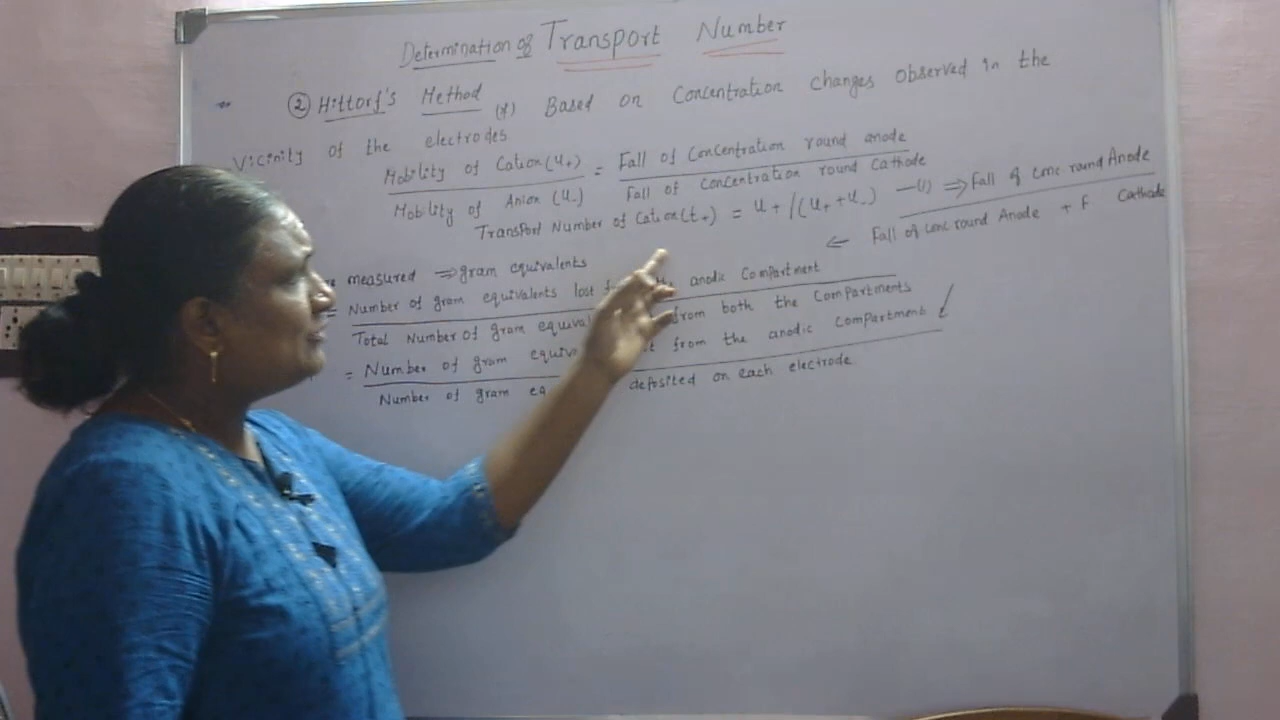 Determination of Transport Number
② Hittorf's Method (or) Based on Concentration changes observed in the
Vicinity of the electrodes
Mobility of Cation (U+) = Fall of Concentration round anode
Mobility of Anion (U-) Fall of Concentration round Cathode
Transport Number of Cation (t+) = U+ / (U+ + U-) —(1) ⇒ Fall of Conc round Anode
⇐ Fall of Conc round Anode + F Cathode
measured ⇒ gram equivalents
= Number of gram equivalents lost anodic Compartment
Total Number of gram from both the Compartments
= Number of gram from the anodic Compartment
Number of gram deposited on each electrode